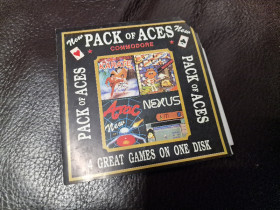 New PACK OF ACES New
COMMODORE
PACK OF ACES
PACK OF ACES
NEXUS
New
GREAT GAMES ON ONE DISK